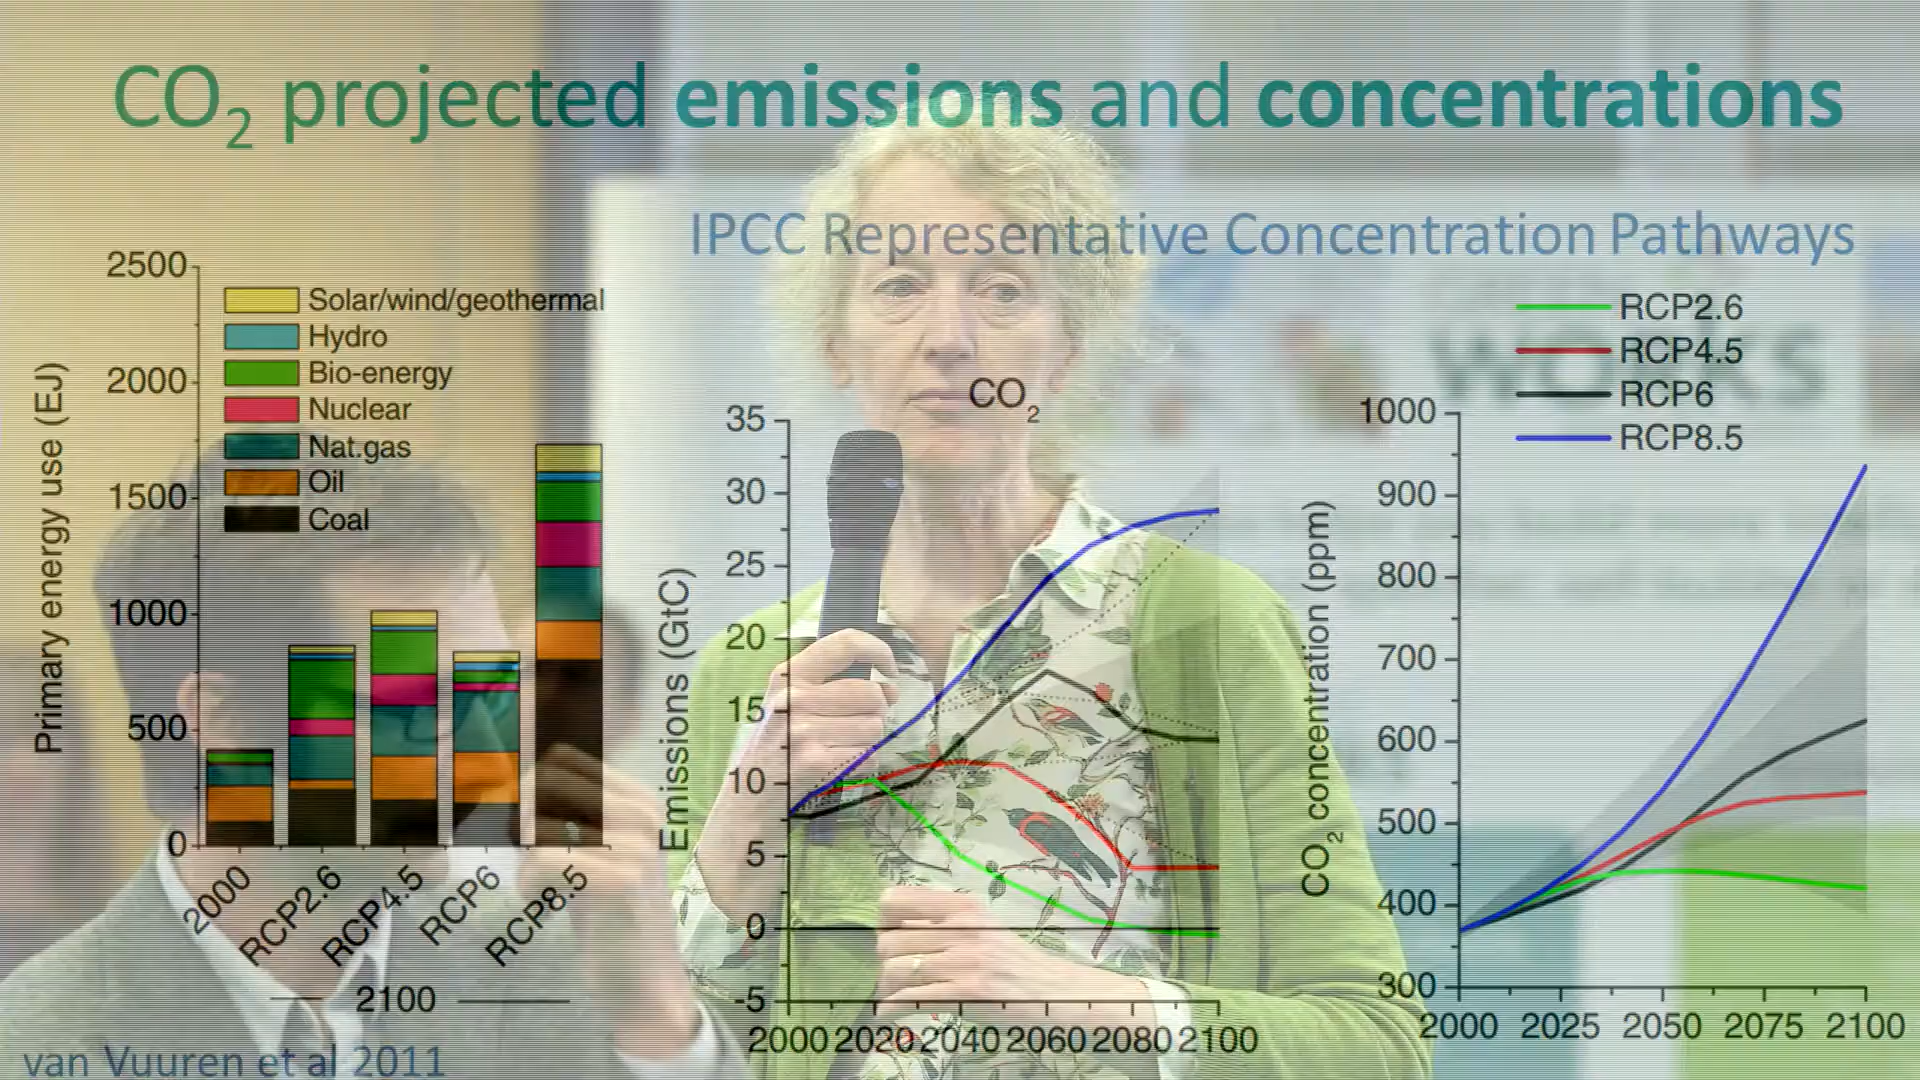 CO2 projected emissions and concentrations
IPCC Representative Concentration Pathways
Primary energy use (EJ)
2500
2000
1500
1000
500
0
Solar/wind/geothermal
Hydro
Bio-energy
Nuclear
Nat.gas
Oil
Coal
2000
RCP2.6
RCP4.5
RCP6
RCP8.5
2100
CO2
Emissions (GtC)
35
30
25
20
15
10
5
0
-5
2000 2020 2040 2060 2080 2100
RCP2.6
RCP4.5
RCP6
RCP8.5
CO2 concentration (ppm)
1000
900
800
700
600
500
400
300
2000 2025 2050 2075 2100
WORKS
van Vuuren et al 2011